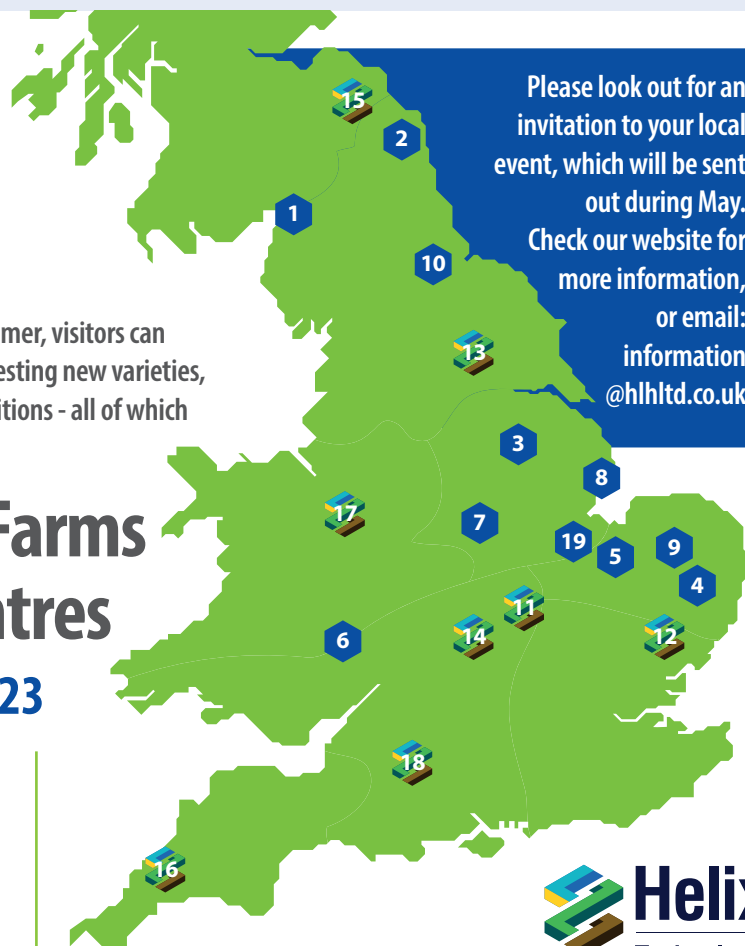 Please look out for an
invitation to your local
event, which will be sent
out during May.
Check our website for
more information,
or email:
information
@hlhltd.co.uk
15
2
1
10
13
mer, visitors can
esting new varieties,
itions - all of which
3
8
17
7
19
5
9
4
Farms
ntres
23
11
14
12
6
18
16
Helix